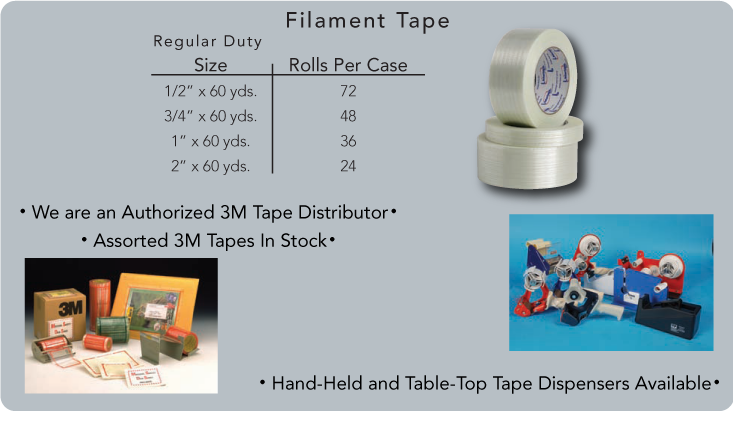 Filament Tape
Regular Duty
Size Rolls Per Case
1/2” x 60 yds. 72
3/4” x 60 yds. 48
1” x 60 yds. 36
2” x 60 yds. 24
• We are an Authorized 3M Tape Distributor•
• Assorted 3M Tapes In Stock•
3M
• Hand-Held and Table-Top Tape Dispensers Available•